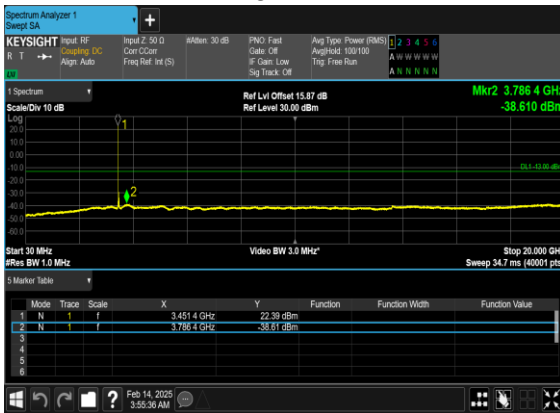 Spectrum Analyzer 1
Swept SA
+
KEYSIGHT Input: RF Input Z: 50 Ω #Atten: 30 dB PNO: Fast Avg Type: Power (RMS) 1 2 3 4 5 6
R T Coupling: DC Corr CCorr Gate: Off Avg|Hold: 100/100 A W W W W W
Align: Auto Freq Ref: Int (S) IF Gain: Low Trig: Free Run
Sig Track: Off A N N N N N
1 Spectrum Ref Lvl Offset 15.87 dB Mkr2 3.786 4 GHz
Scale/Div 10 dB Ref Level 30.00 dBm -38.610 dBm
Log
20.0 1
10.0
0.00
-10.0 DL1 -13.00 dBm
-20.0
-30.0 2
-40.0
-50.0
-60.0
Start 30 MHz Video BW 3.0 MHz* Stop 20.000 GH
#Res BW 1.0 MHz Sweep 34.7 ms (40001 pts
5 Marker Table
Mode Trace Scale X Y Function Function Width Function Value
1 N 1 f 3.451 4 GHz 22.39 dBm
2 N 1 f 3.786 4 GHz -38.61 dBm
3
4
5
6
? Feb 14, 2025
3:55:36 AM